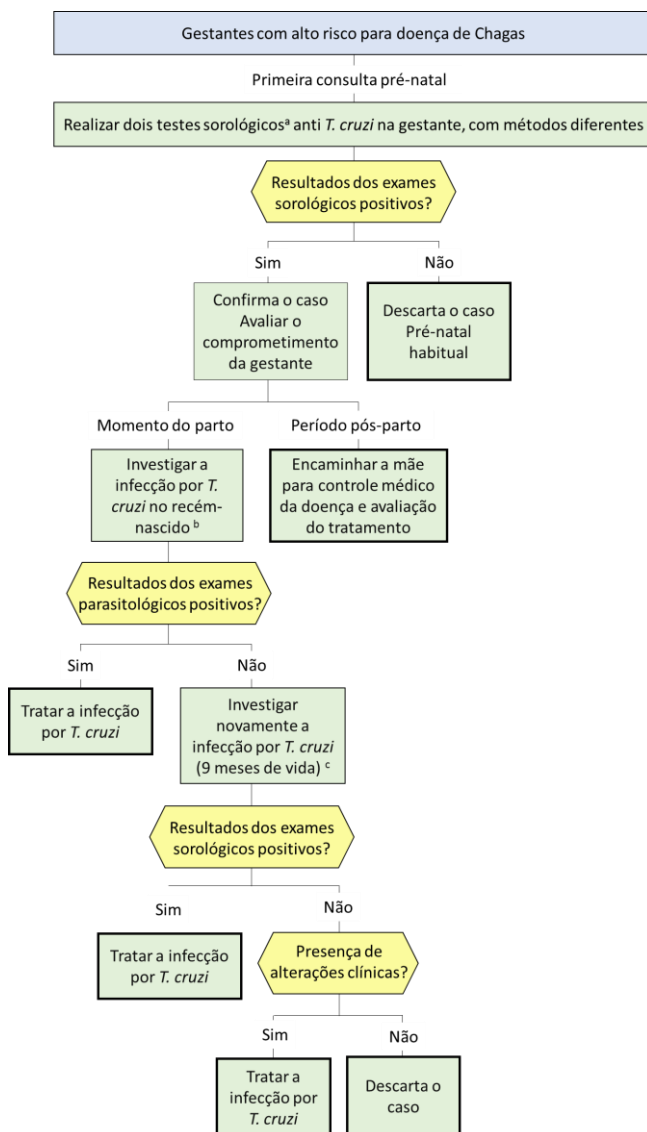 Gestantes com alto risco para doença de Chagas
Primeira consulta pré-natal
Realizar dois testes sorológicosª anti T. cruzi na gestante, com métodos diferentes
Resultados dos exames
sorológicos positivos?
Sim
Não
Confirma o caso
Avaliar o
comprometimento
da gestante
Descarta o caso
Pré-natal
habitual
Momento do parto
Período pós-parto
Investigar a
infecção por T.
cruzi no recém-
nascido ᵇ
Encaminhar a mãe
para controle médico
da doença e avaliação
do tratamento
Resultados dos exames
parasitológicos positivos?
Sim
Não
Tratar a infecção
por T. cruzi
Investigar
novamente a
infecção por T. cruzi
(9 meses de vida) ᶜ
Resultados dos exames
sorológicos positivos?
Sim
Não
Tratar a infecção
por T. cruzi
Presença de
alterações clínicas?
Sim
Não
Tratar a
infecção por
T. cruzi
Descarta o
caso